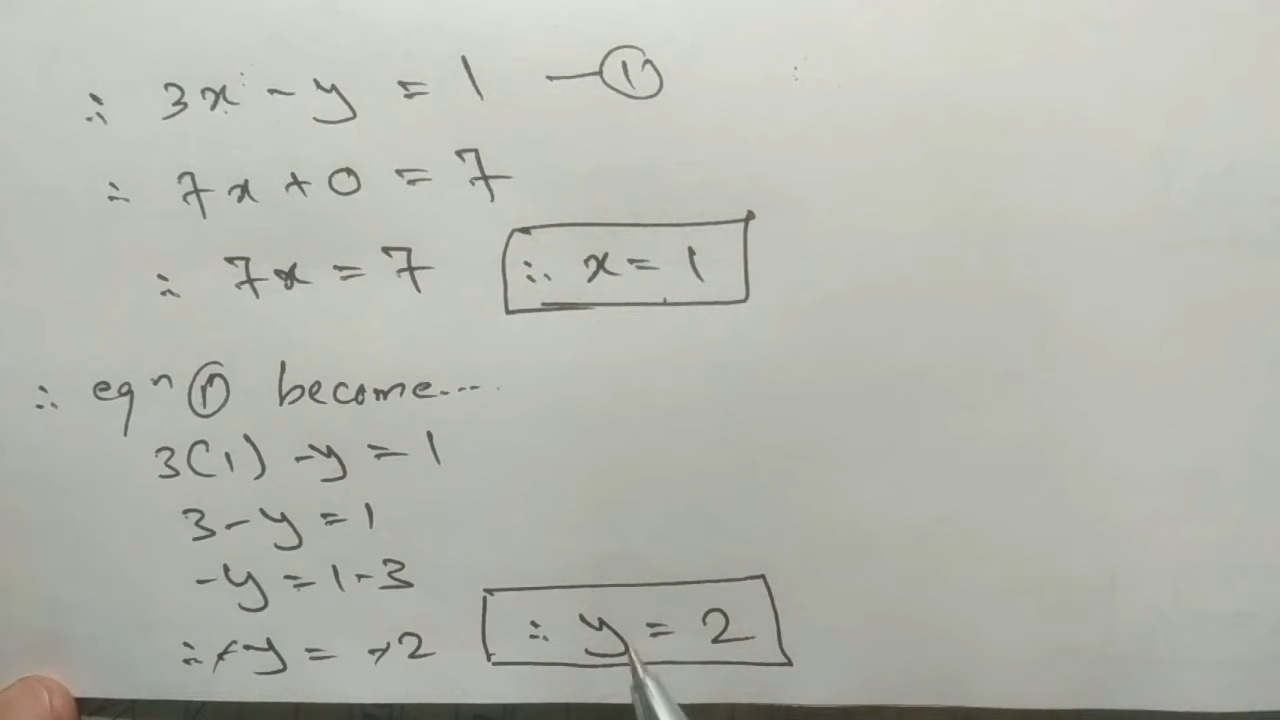 ∴ 3x - y = 1 — ①
∴ 7x + 0 = 7
∴ 7x = 7 ∴ x = 1
∴ eqⁿ ① become...
3(1) - y = 1
3 - y = 1
-y = 1 - 3
∴ -y = -2 ∴ y = 2